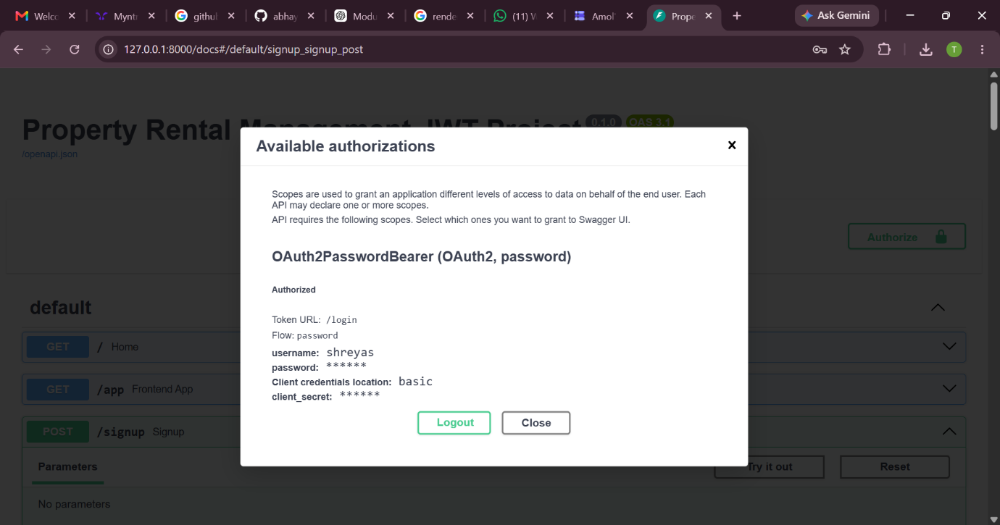 Welco
Myntr
githul
abhay
Modu
rende
(11) W
Amol'
Prope
Ask Gemini
127.0.0.1:8000/docs#/default/signup_signup_post
T
Property Rental Management JWT Project 0.1.0 OAS 3.1
/openapi.json
Available authorizations
Scopes are used to grant an application different levels of access to data on behalf of the end user. Each
API may declare one or more scopes.
API requires the following scopes. Select which ones you want to grant to Swagger UI.
Authorize
OAuth2PasswordBearer (OAuth2, password)
Authorized
Token URL: /login
Flow: password
username: shreyas
password: ******
Client credentials location: basic
client_secret: ******
Logout Close
default
GET / Home
GET /app Frontend App
POST /signup Signup
Parameters
Try it out Reset
No parameters